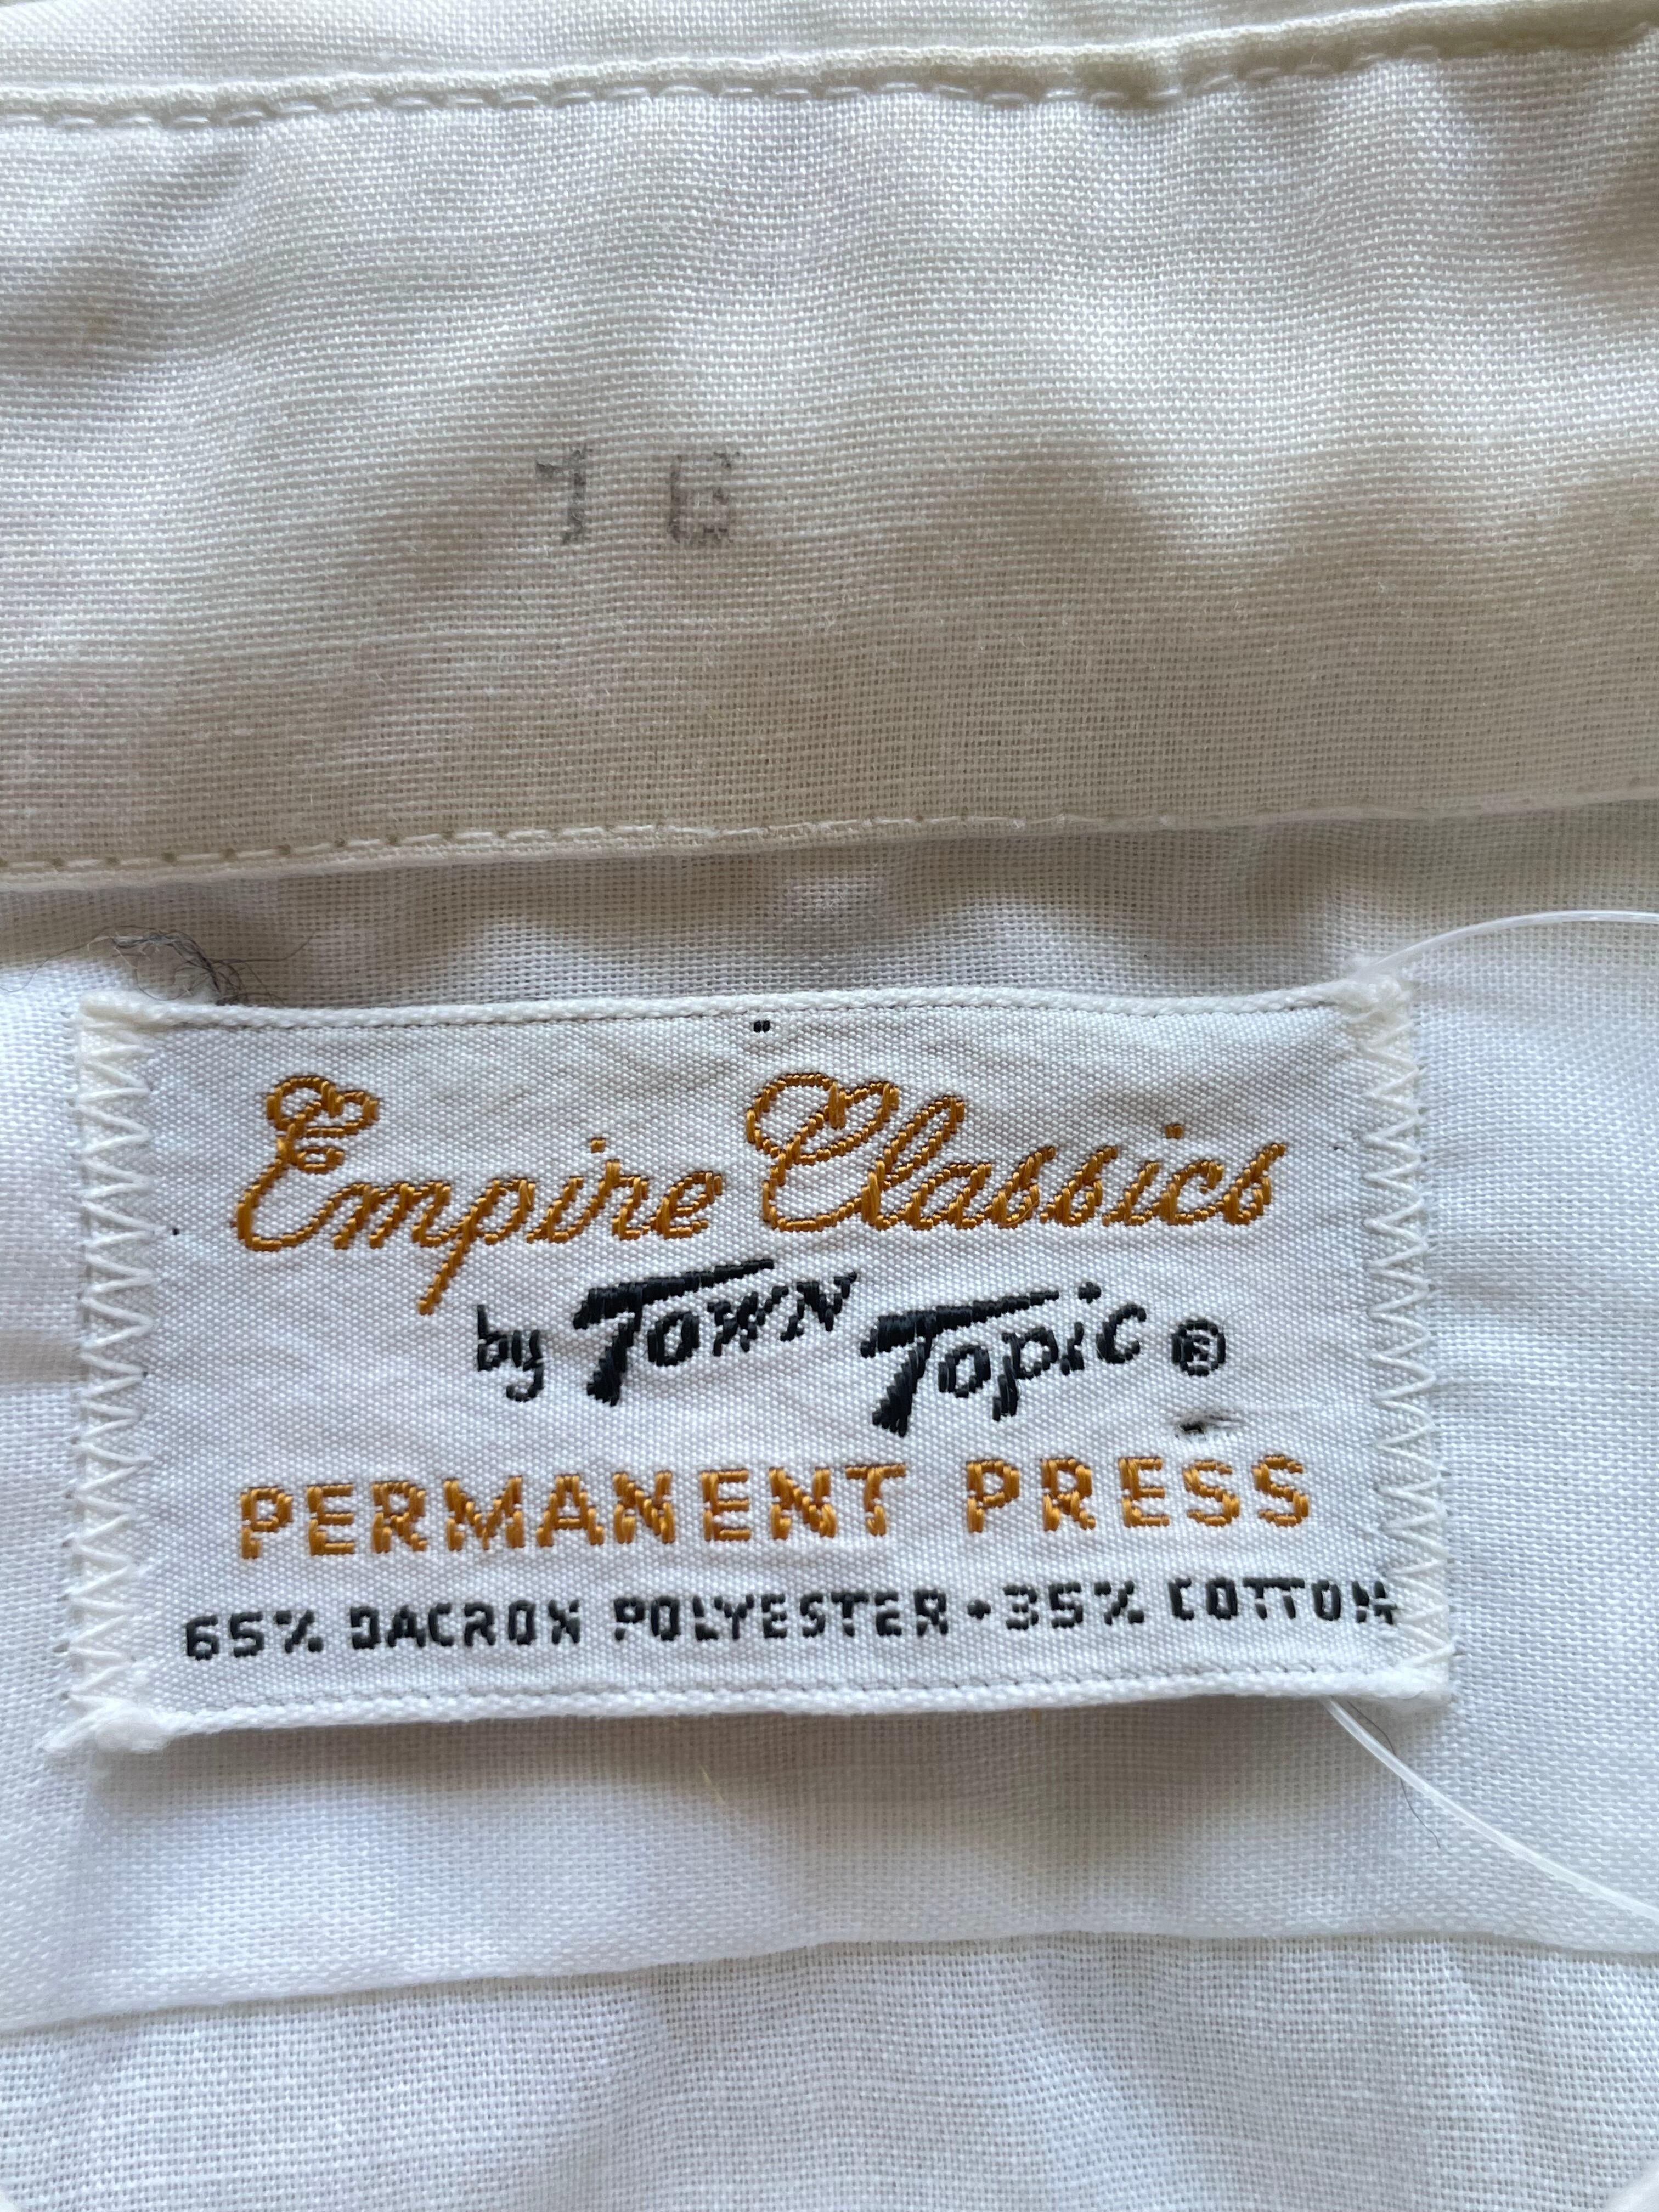 16
Empire Classics
by Town Topic ®
PERMANENT PRESS
65% DACRON POLYESTER • 35% COTTON